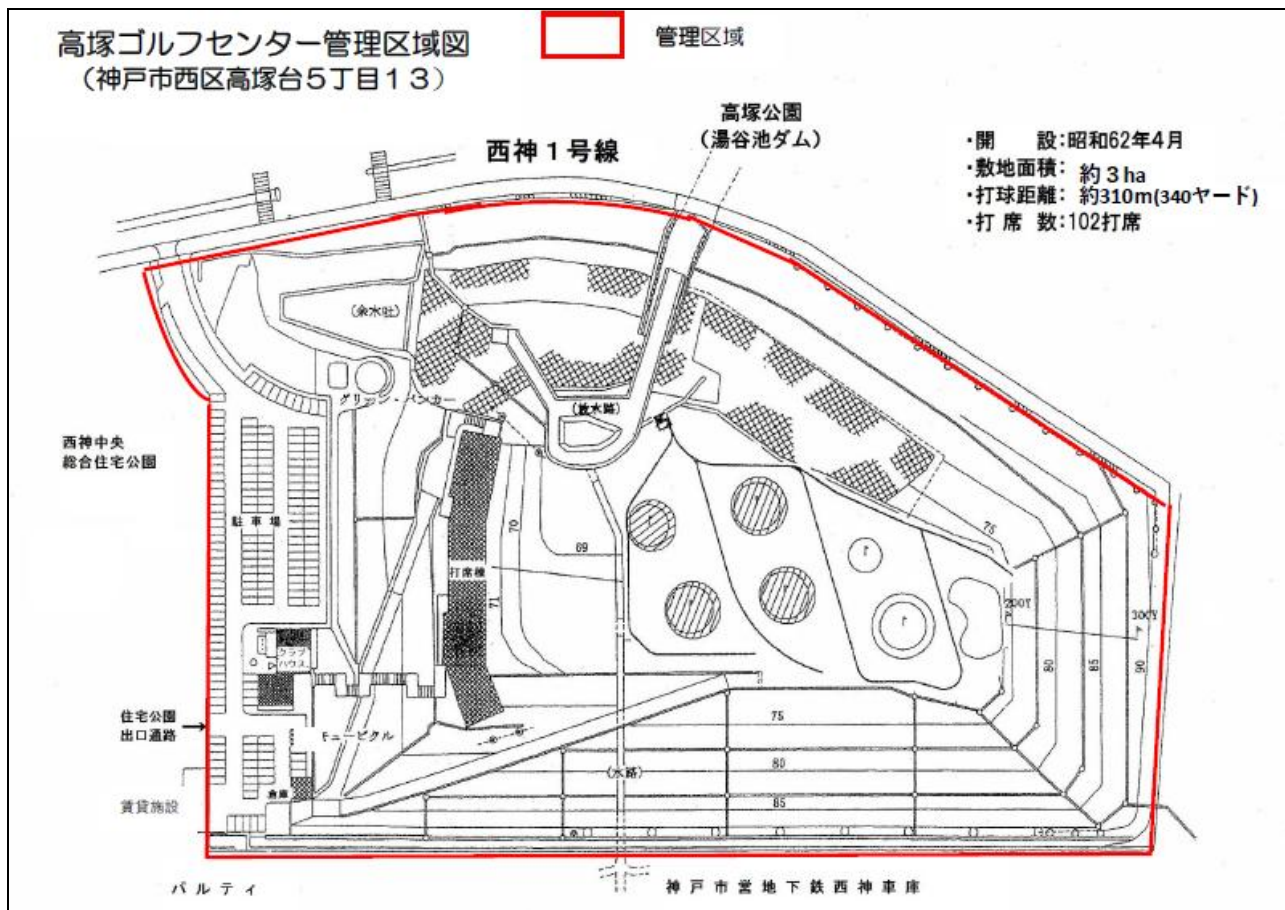 高塚ゴルフセンター管理区域図
（神戸市西区高塚台５丁目１３）
管理区域
高塚公園
（湯谷池ダム）
西神１号線
・開　　設：昭和62年4月
・敷地面積： 約３ha
・打球距離： 約310m(340ヤード)
・打 席 数：102打席
(余水吐)
グリーン・バンカー
(放水路)
西神中央
総合住宅公園
駐車場
打席棟
70
69
71
75
200Y
300Y
80
85
90
クラブ
ハウス
住宅公園
出口通路
キュービクル
75
80
(水路)
85
倉庫
賃貸施設
パルティ
神戸市営地下鉄西神車庫